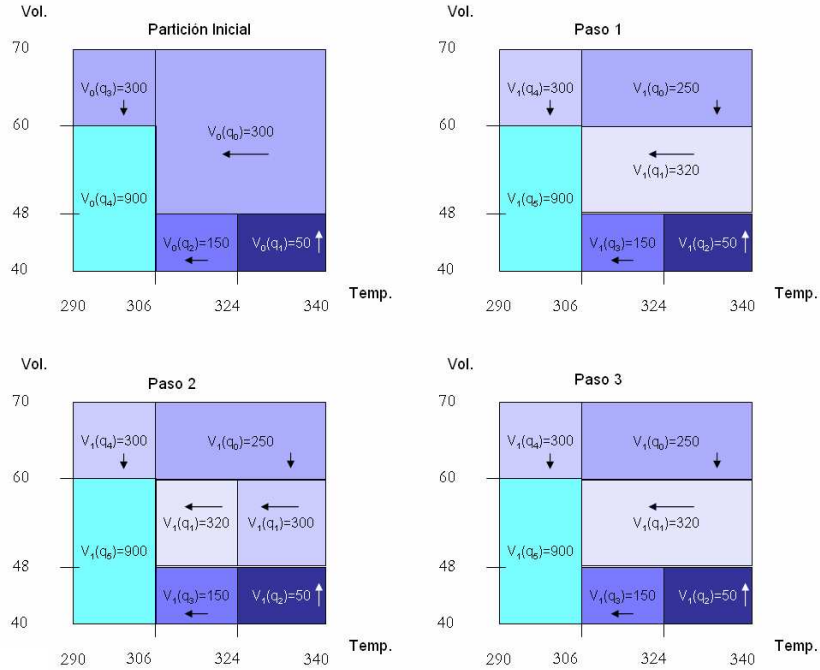 Vol.
Partición Inicial
70
60
48
40
V₀(q₃)=300
V₀(q₀)=300
V₀(q₄)=900
V₀(q₂)=150
V₀(q₁)=50
290
306
324
340
Temp.
Vol.
Paso 1
70
60
48
40
V₁(q₄)=300
V₁(q₀)=250
V₁(q₁)=320
V₁(q₅)=900
V₁(q₃)=150
V₁(q₂)=50
290
306
324
340
Temp.
Vol.
Paso 2
70
60
48
40
V₁(q₄)=300
V₁(q₀)=250
V₁(q₁)=320
V₁(q₁)=300
V₁(q₅)=900
V₁(q₃)=150
V₁(q₂)=50
290
306
324
340
Temp.
Vol.
Paso 3
70
60
48
40
V₁(q₄)=300
V₁(q₀)=250
V₁(q₁)=320
V₁(q₅)=900
V₁(q₃)=150
V₁(q₂)=50
290
306
324
340
Temp.